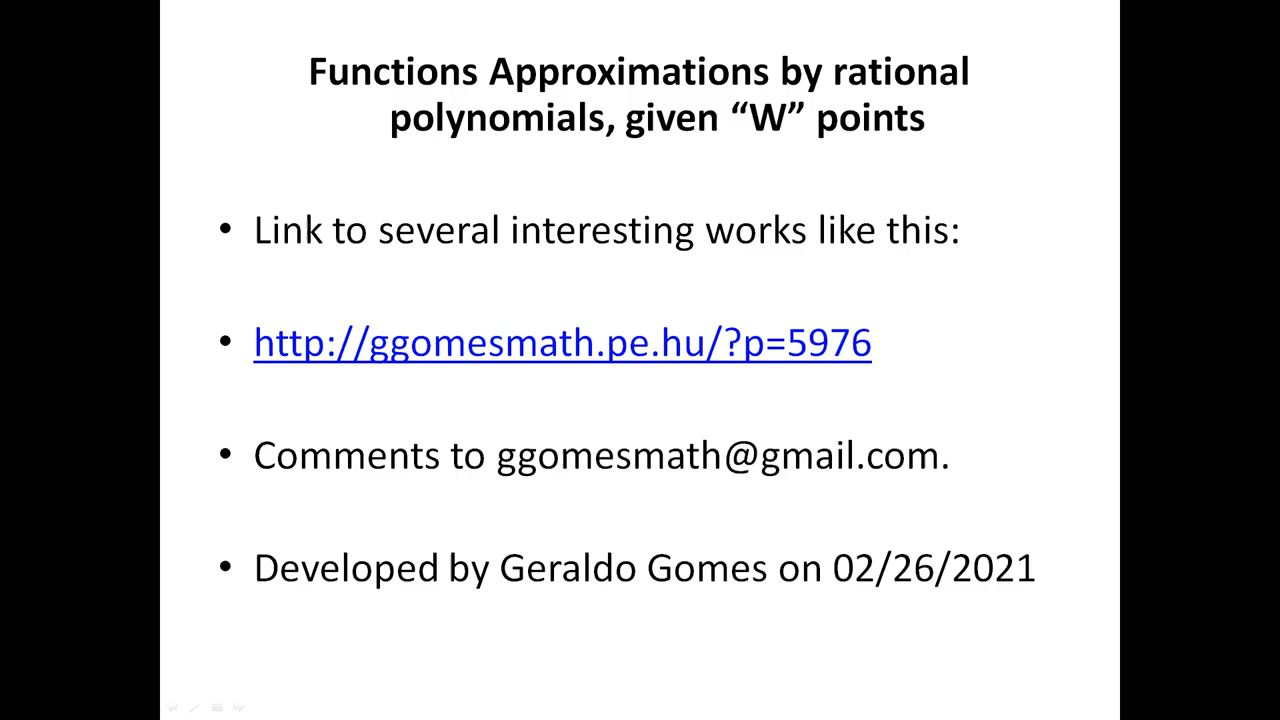 Functions Approximations by rational
polynomials, given “W” points
• Link to several interesting works like this:
• http://ggomesmath.pe.hu/?p=5976
• Comments to ggomesmath@gmail.com.
• Developed by Geraldo Gomes on 02/26/2021